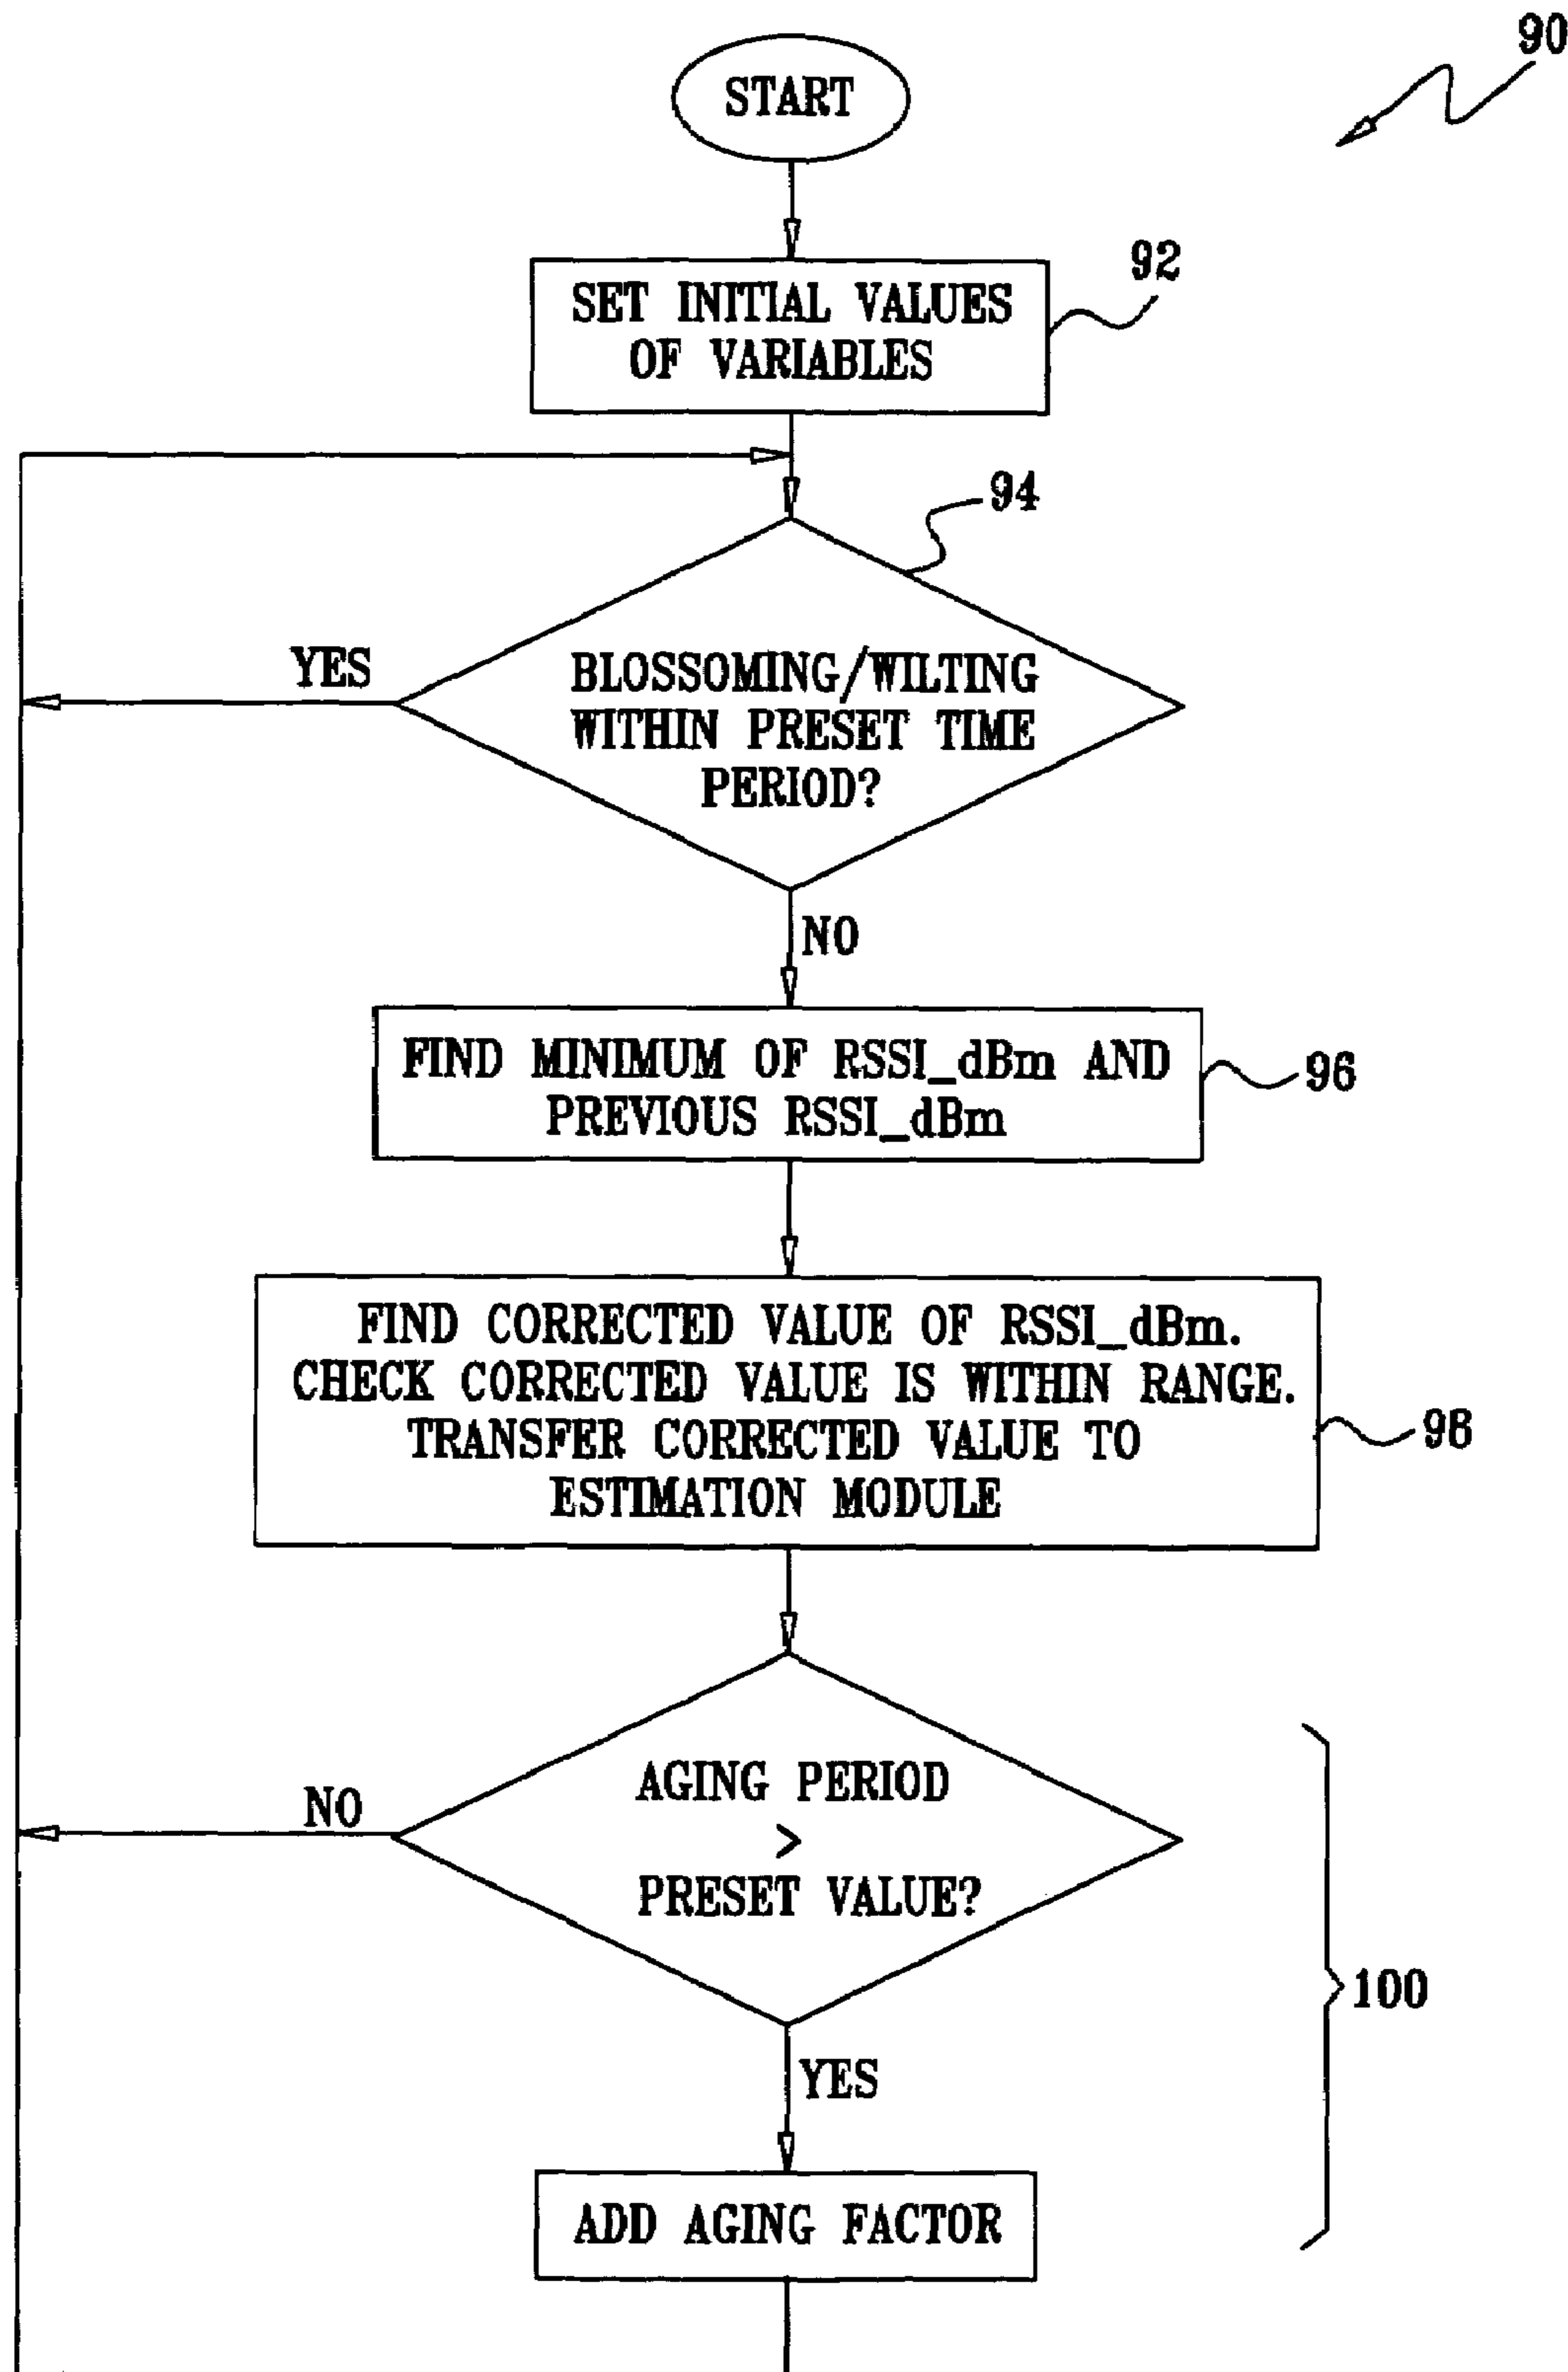 90
START
92
SET INITIAL VALUES
OF VARIABLES
94
YES
BLOSSOMING/WILTING
WITHIN PRESET TIME
PERIOD?
NO
FIND MINIMUM OF RSSI_dBm AND
PREVIOUS RSSI_dBm
96
FIND CORRECTED VALUE OF RSSI_dBm.
CHECK CORRECTED VALUE IS WITHIN RANGE.
TRANSFER CORRECTED VALUE TO
ESTIMATION MODULE
98
NO
AGING PERIOD
>
PRESET VALUE?
100
YES
ADD AGING FACTOR